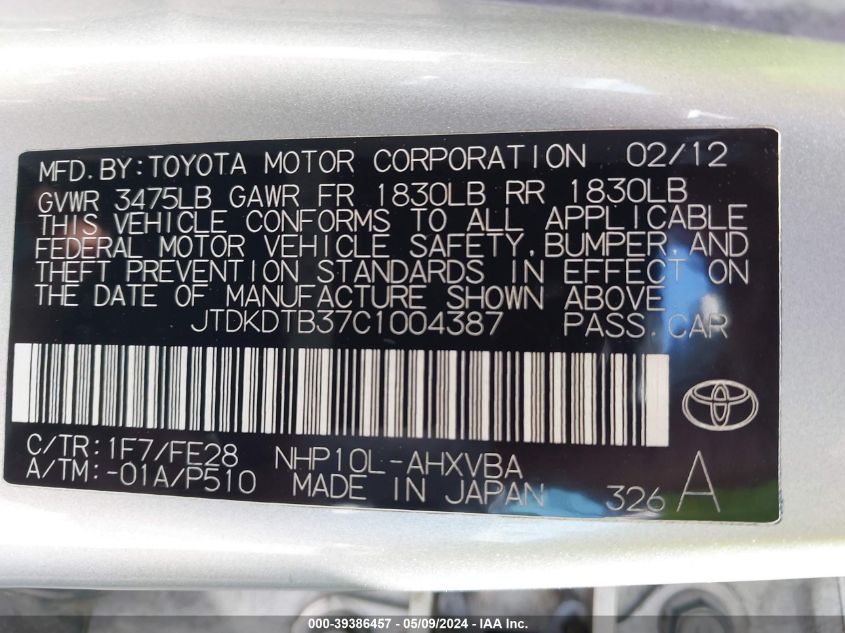 MFD. BY: TOYOTA MOTOR CORPORATION 02/12
GVWR 3475LB GAWR FR 1830LB RR 1830LB
THIS VEHICLE CONFORMS TO ALL APPLICABLE
FEDERAL MOTOR VEHICLE SAFETY, BUMPER, AND
THEFT PREVENTION STANDARDS IN EFFECT ON
THE DATE OF MANUFACTURE SHOWN ABOVE.
JTDKDTB37C1004387 PASS. CAR
C/TR: 1F7/FE28 NHP10L-AHXVBA
A/TM: -01A/P510 MADE IN JAPAN 326 A
000-39386457 - 05/09/2024 - IAA Inc.